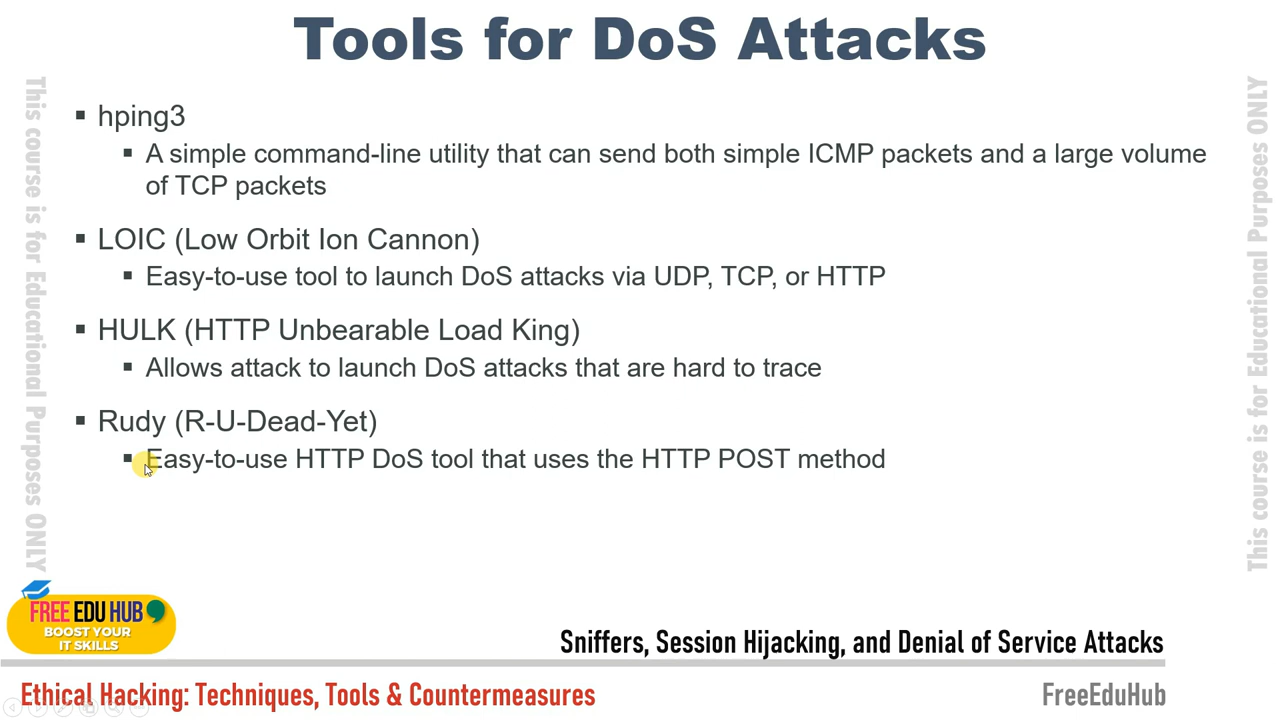 Tools for DoS Attacks
This course is for Educational Purposes ONLY
This course is for Educational Purposes ONLY
▪ hping3
▪ A simple command-line utility that can send both simple ICMP packets and a large volume
of TCP packets
▪ LOIC (Low Orbit Ion Cannon)
▪ Easy-to-use tool to launch DoS attacks via UDP, TCP, or HTTP
▪ HULK (HTTP Unbearable Load King)
▪ Allows attack to launch DoS attacks that are hard to trace
▪ Rudy (R-U-Dead-Yet)
▪ Easy-to-use HTTP DoS tool that uses the HTTP POST method
FREE EDU HUB
BOOST YOUR
IT SKILLS
Sniffers, Session Hijacking, and Denial of Service Attacks
Ethical Hacking: Techniques, Tools & Countermeasures
FreeEduHub